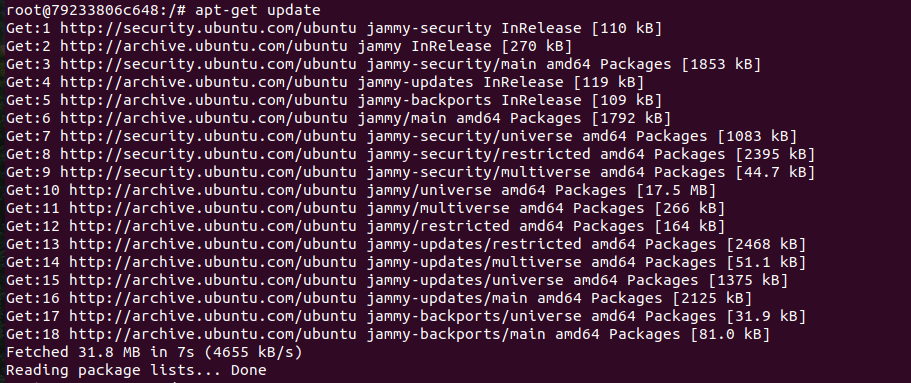 root@79233806c648:/# apt-get update
Get:1 http://security.ubuntu.com/ubuntu jammy-security InRelease [110 kB]
Get:2 http://archive.ubuntu.com/ubuntu jammy InRelease [270 kB]
Get:3 http://security.ubuntu.com/ubuntu jammy-security/main amd64 Packages [1853 kB]
Get:4 http://archive.ubuntu.com/ubuntu jammy-updates InRelease [119 kB]
Get:5 http://archive.ubuntu.com/ubuntu jammy-backports InRelease [109 kB]
Get:6 http://archive.ubuntu.com/ubuntu jammy/main amd64 Packages [1792 kB]
Get:7 http://security.ubuntu.com/ubuntu jammy-security/universe amd64 Packages [1083 kB]
Get:8 http://security.ubuntu.com/ubuntu jammy-security/restricted amd64 Packages [2395 kB]
Get:9 http://security.ubuntu.com/ubuntu jammy-security/multiverse amd64 Packages [44.7 kB]
Get:10 http://archive.ubuntu.com/ubuntu jammy/universe amd64 Packages [17.5 MB]
Get:11 http://archive.ubuntu.com/ubuntu jammy/multiverse amd64 Packages [266 kB]
Get:12 http://archive.ubuntu.com/ubuntu jammy/restricted amd64 Packages [164 kB]
Get:13 http://archive.ubuntu.com/ubuntu jammy-updates/restricted amd64 Packages [2468 kB]
Get:14 http://archive.ubuntu.com/ubuntu jammy-updates/multiverse amd64 Packages [51.1 kB]
Get:15 http://archive.ubuntu.com/ubuntu jammy-updates/universe amd64 Packages [1375 kB]
Get:16 http://archive.ubuntu.com/ubuntu jammy-updates/main amd64 Packages [2125 kB]
Get:17 http://archive.ubuntu.com/ubuntu jammy-backports/universe amd64 Packages [31.9 kB]
Get:18 http://archive.ubuntu.com/ubuntu jammy-backports/main amd64 Packages [81.0 kB]
Fetched 31.8 MB in 7s (4655 kB/s)
Reading package lists... Done